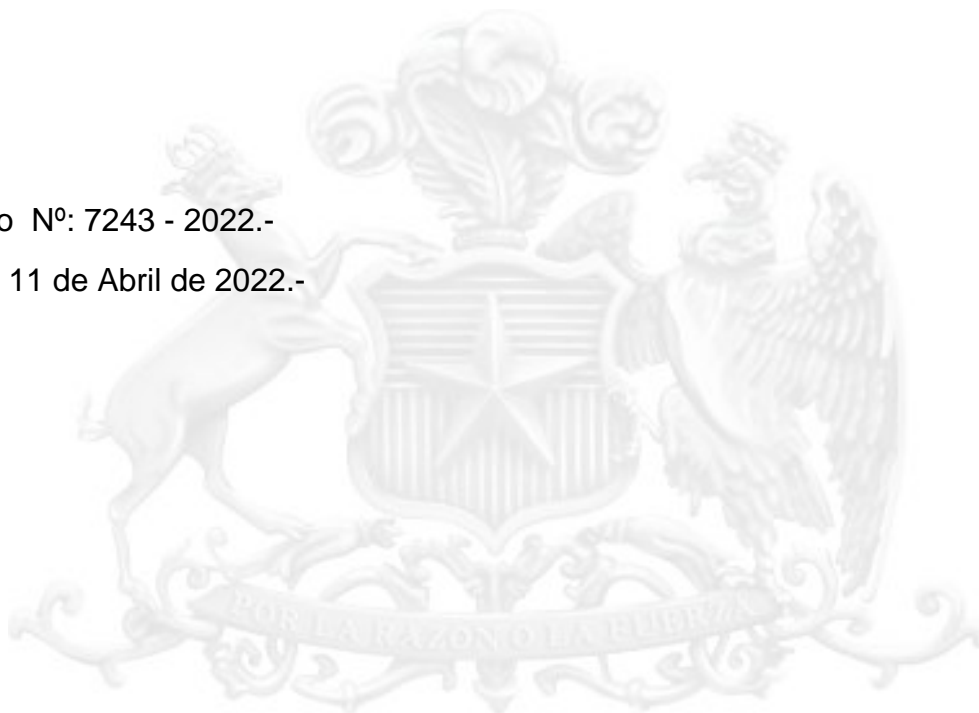 o Nº: 7243 - 2022.-
11 de Abril de 2022.-
POR LA RAZON O LA FUERZA